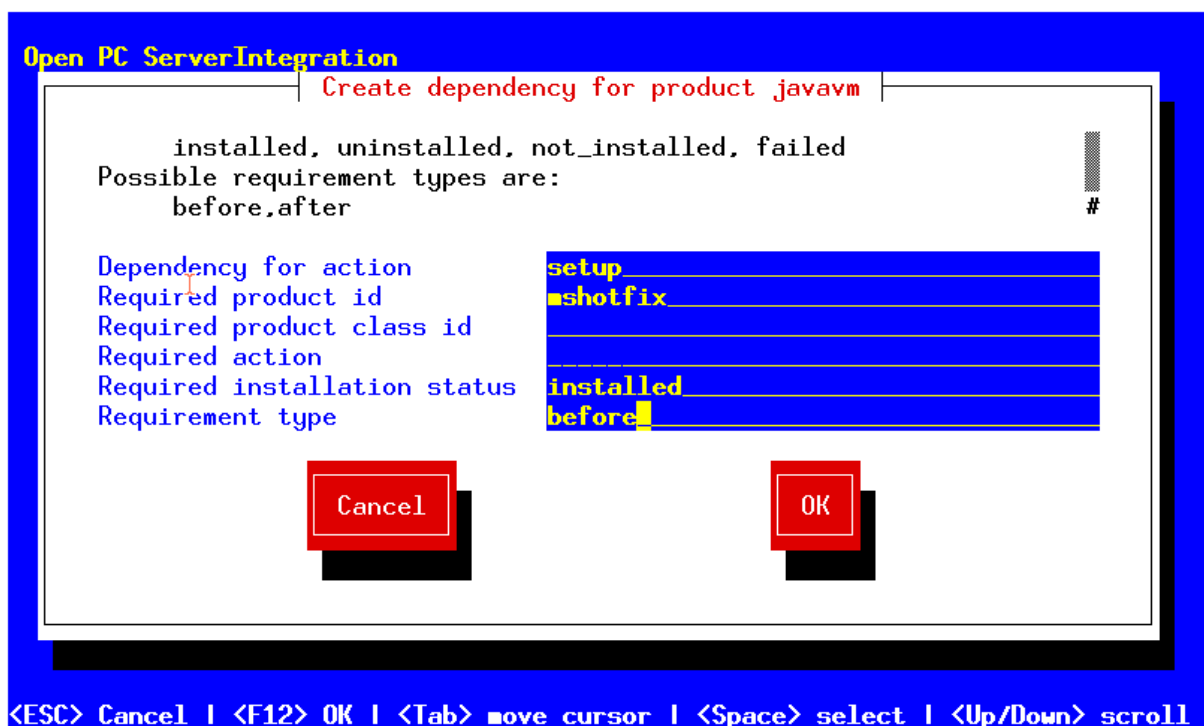 Open PC ServerIntegration
Create dependency for product javavm
installed, uninstalled, not_installed, failed
Possible requirement types are:
before,after
#
Dependency for action setup
Required product id mshotfix
Required product class id
Required action
Required installation status installed
Requirement type before
Cancel OK
<ESC> Cancel | <F12> OK | <Tab> move cursor | <Space> select | <Up/Down> scroll